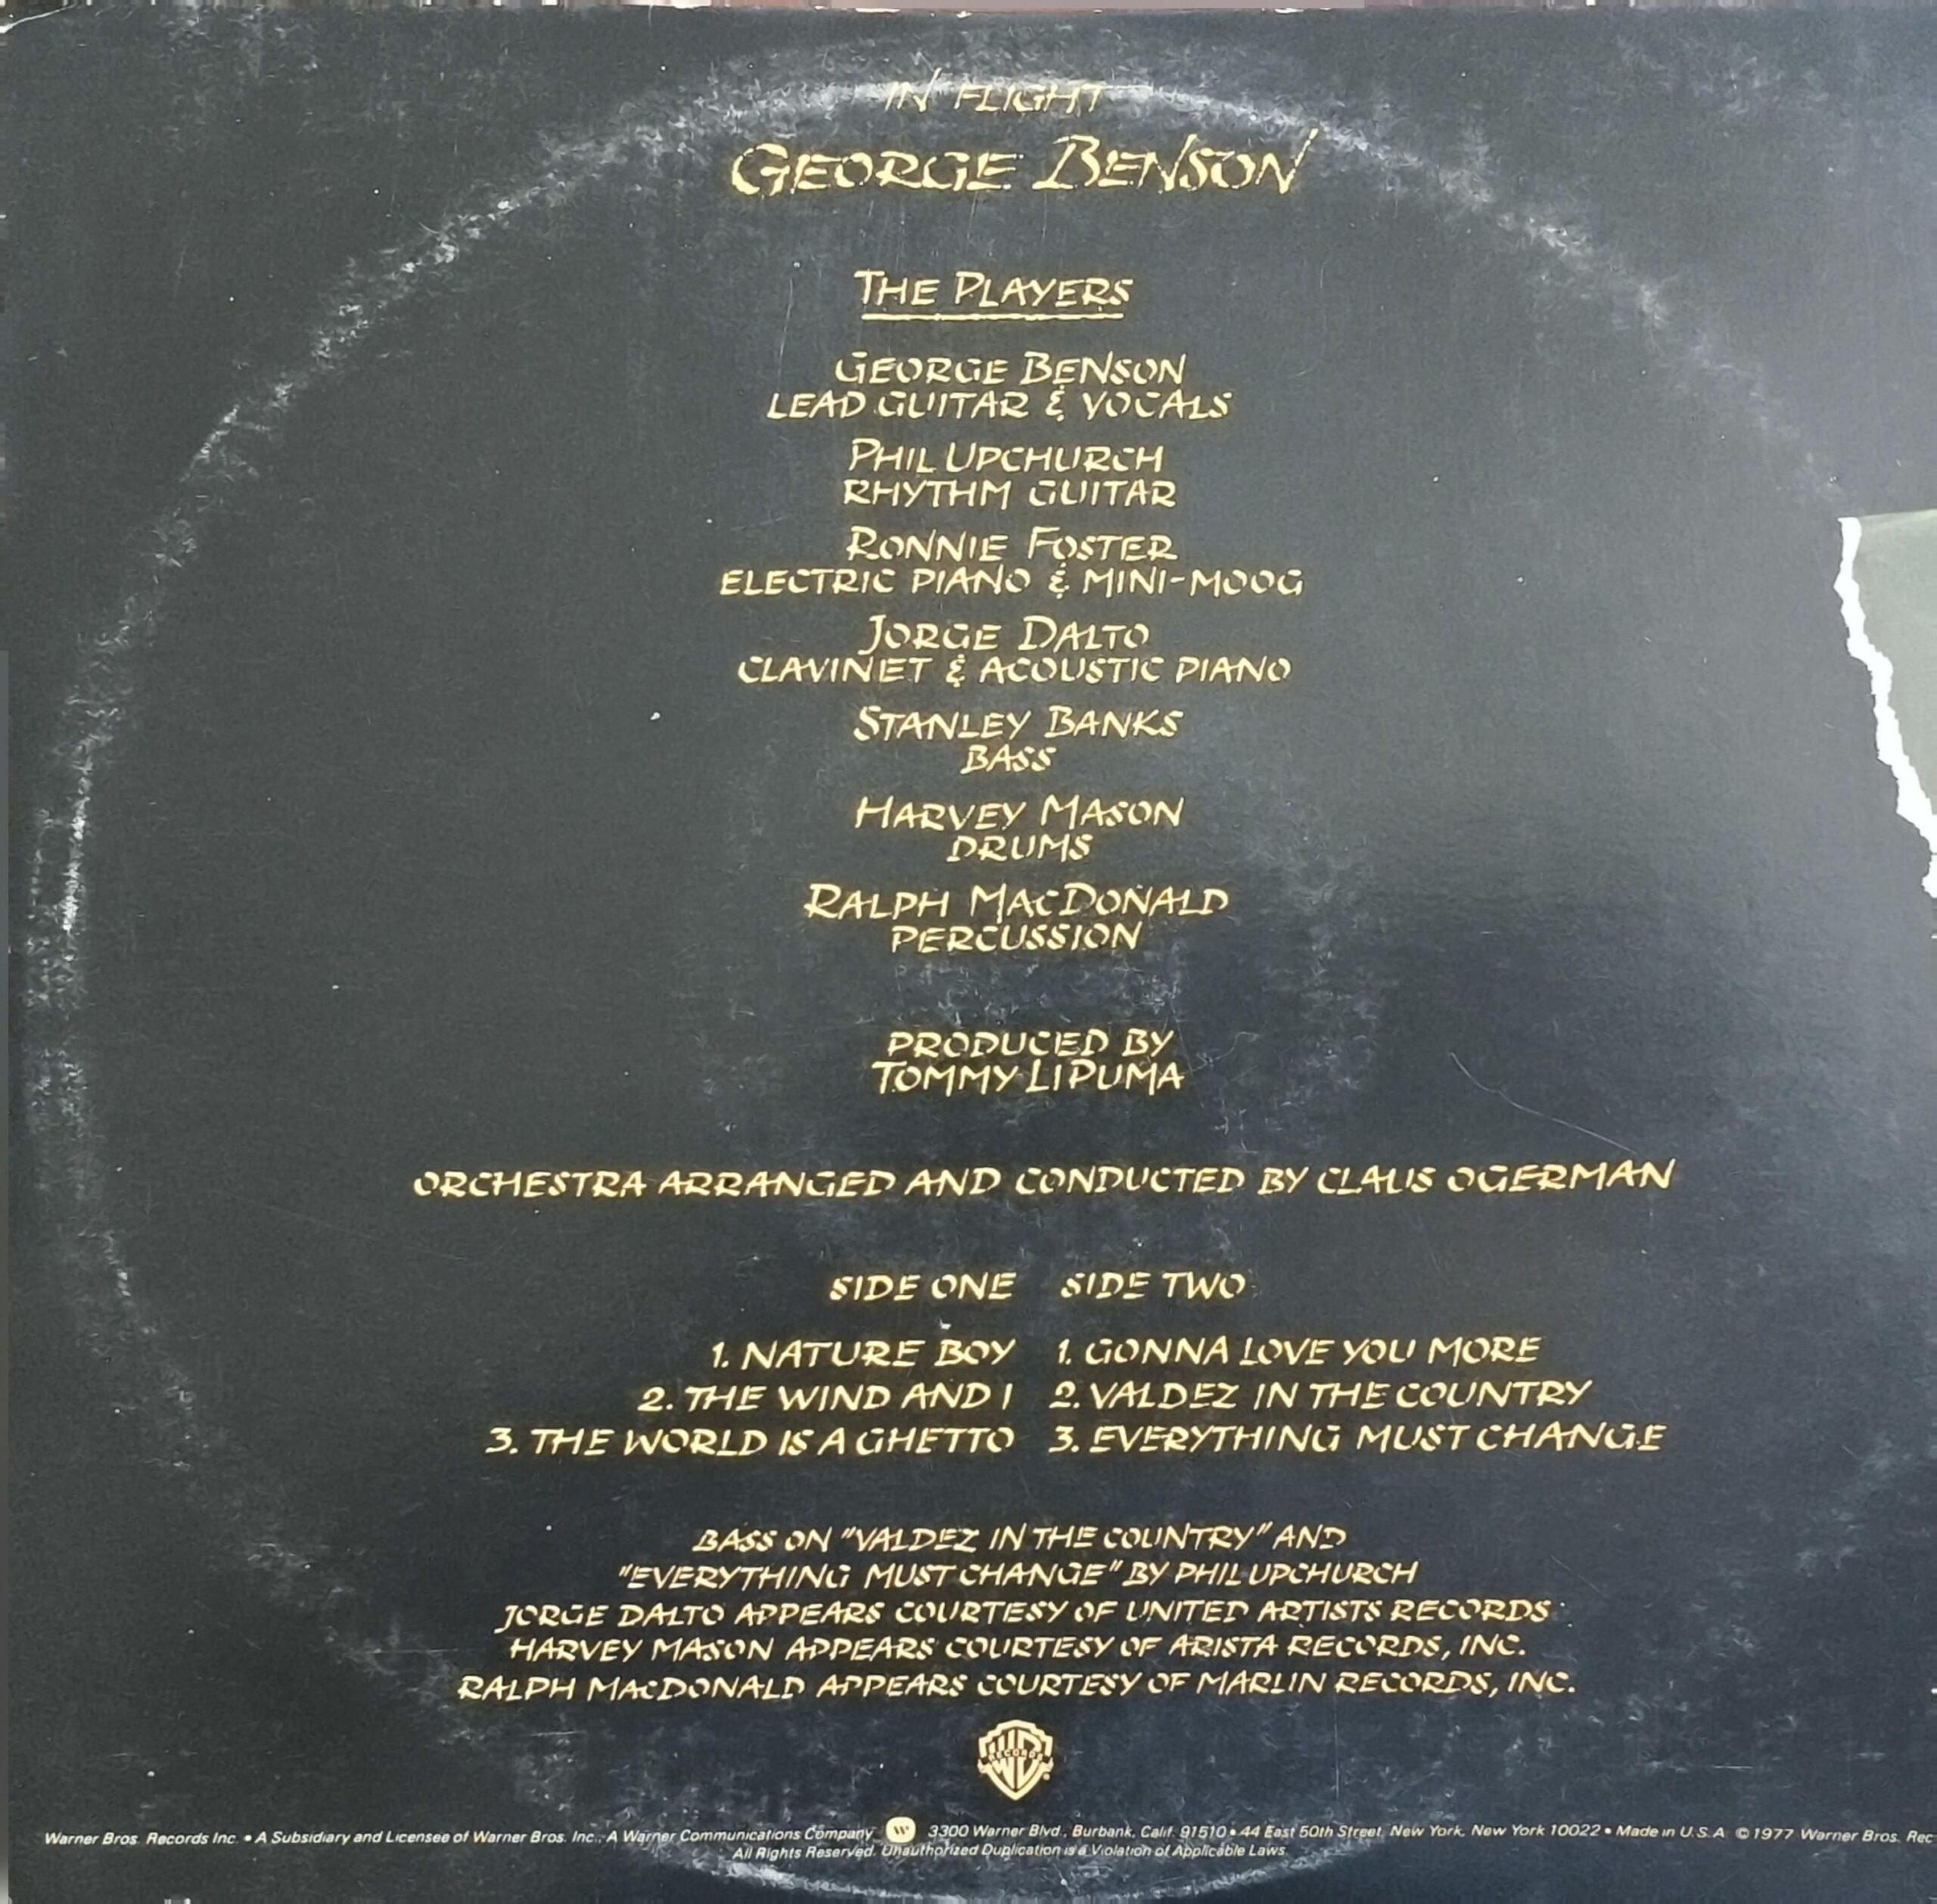 IN FLIGHT
GEORGE BENSON
THE PLAYERS
GEORGE BENSON
LEAD GUITAR & VOCALS
PHIL UPCHURCH
RHYTHM GUITAR
RONNIE FOSTER
ELECTRIC PIANO & MINI-MOOG
JORGE DALTO
CLAVINET & ACOUSTIC PIANO
STANLEY BANKS
BASS
HARVEY MASON
DRUMS
RALPH MACDONALD
PERCUSSION
PRODUCED BY
TOMMY LIPUMA
ORCHESTRA ARRANGED AND CONDUCTED BY CLAUS OGERMAN
SIDE ONE
1. NATURE BOY
2. THE WIND AND I
3. THE WORLD IS A GHETTO
SIDE TWO
1. GONNA LOVE YOU MORE
2. VALDEZ IN THE COUNTRY
3. EVERYTHING MUST CHANGE
BASS ON "VALDEZ IN THE COUNTRY" AND
"EVERYTHING MUST CHANGE" BY PHIL UPCHURCH
JORGE DALTO APPEARS COURTESY OF UNITED ARTISTS RECORDS
HARVEY MASON APPEARS COURTESY OF ARISTA RECORDS, INC.
RALPH MACDONALD APPEARS COURTESY OF MARLIN RECORDS, INC.
WB
RECORDS
Warner Bros. Records Inc. • A Subsidiary and Licensee of Warner Bros. Inc., A Warner Communications Company W 3300 Warner Blvd., Burbank, Calif. 91510 • 44 East 50th Street, New York, New York 10022 • Made in U.S.A. © 1977 Warner Bros. Rec
All Rights Reserved. Unauthorized Duplication is a Violation of Applicable Laws.